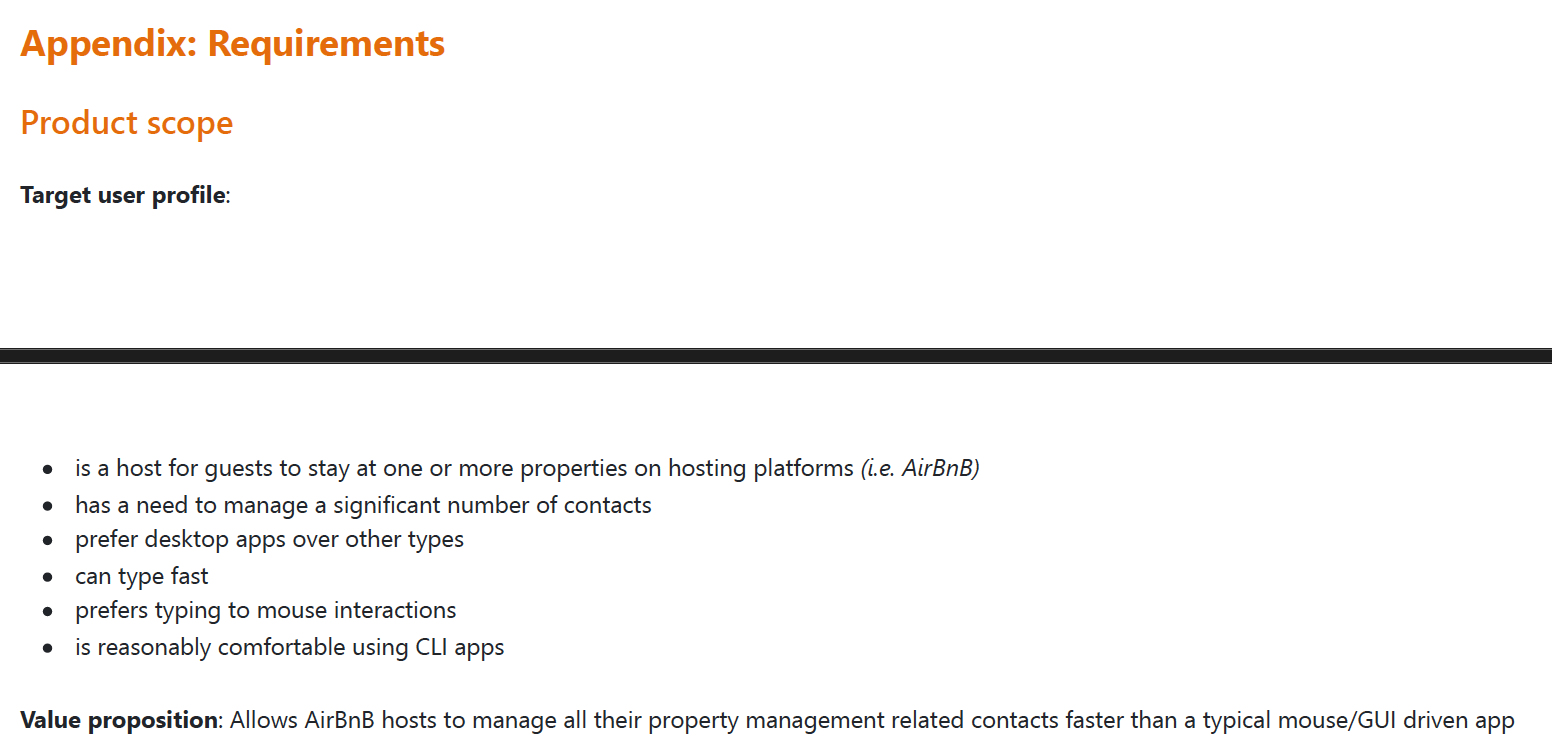 Appendix: Requirements
Product scope
Target user profile:
• is a host for guests to stay at one or more properties on hosting platforms (i.e. AirBnB)
• has a need to manage a significant number of contacts
• prefer desktop apps over other types
• can type fast
• prefers typing to mouse interactions
• is reasonably comfortable using CLI apps
Value proposition: Allows AirBnB hosts to manage all their property management related contacts faster than a typical mouse/GUI driven app